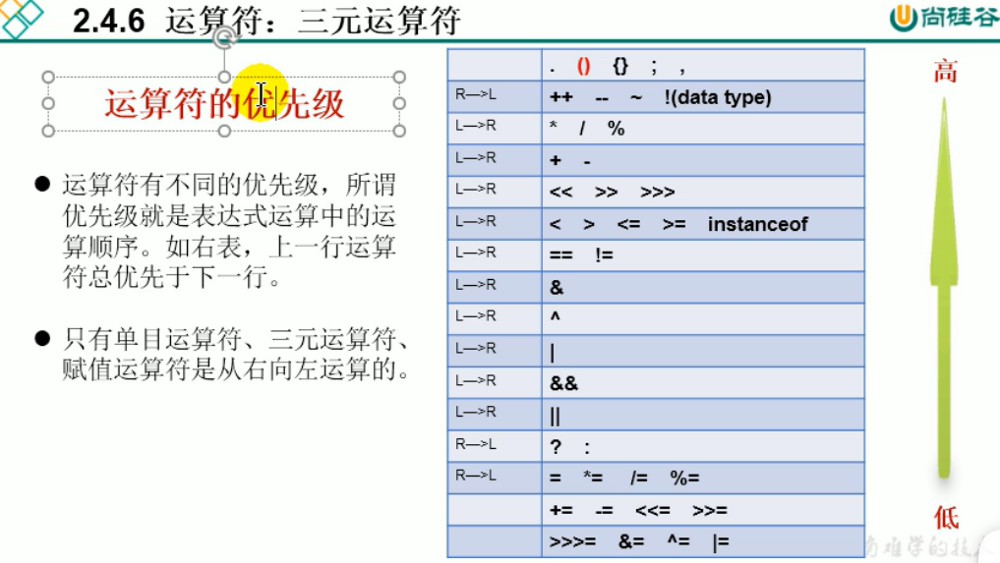 2.4.6 运算符：三元运算符
尚硅谷
运算符的优先级
运算符有不同的优先级，所谓
优先级就是表达式运算中的运
算顺序。如右表，上一行运算
符总优先于下一行。
只有单目运算符、三元运算符、
赋值运算符是从右向左运算的。
. () {} ; ,
R—>L ++ -- ~ !(data type)
L—>R * / %
L—>R + -
L—>R << >> >>>
L—>R < > <= >= instanceof
L—>R == !=
L—>R &
L—>R ^
L—>R |
L—>R &&
L—>R ||
R—>L ? :
R—>L = *= /= %=
+= -= <<= >>=
>>>= &= ^= |=
高
低
难学的技